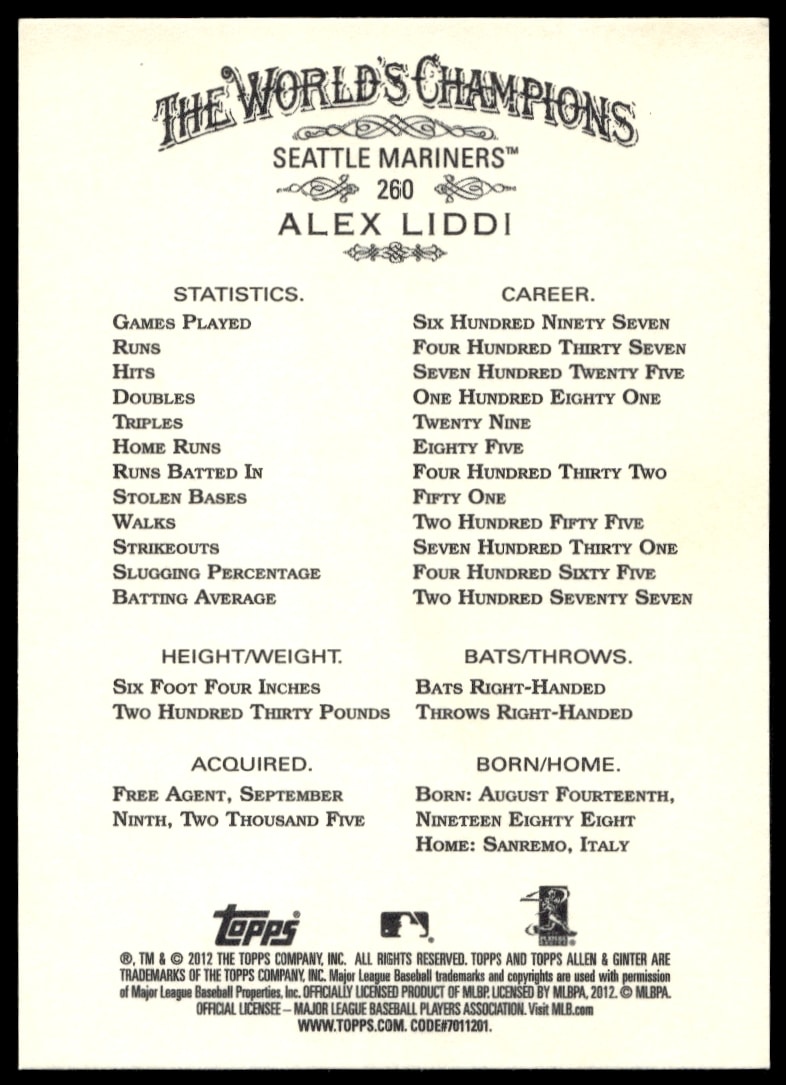 THE WORLD'S CHAMPIONS
SEATTLE MARINERS™
260
ALEX LIDDI
STATISTICS. CAREER.
GAMES PLAYED SIX HUNDRED NINETY SEVEN
RUNS FOUR HUNDRED THIRTY SEVEN
HITS SEVEN HUNDRED TWENTY FIVE
DOUBLES ONE HUNDRED EIGHTY ONE
TRIPLES TWENTY NINE
HOME RUNS EIGHTY FIVE
RUNS BATTED IN FOUR HUNDRED THIRTY TWO
STOLEN BASES FIFTY ONE
WALKS TWO HUNDRED FIFTY FIVE
STRIKEOUTS SEVEN HUNDRED THIRTY ONE
SLUGGING PERCENTAGE FOUR HUNDRED SIXTY FIVE
BATTING AVERAGE TWO HUNDRED SEVENTY SEVEN
HEIGHT/WEIGHT. BATS/THROWS.
SIX FOOT FOUR INCHES BATS RIGHT-HANDED
TWO HUNDRED THIRTY POUNDS THROWS RIGHT-HANDED
ACQUIRED. BORN/HOME.
FREE AGENT, SEPTEMBER BORN: AUGUST FOURTEENTH,
NINTH, TWO THOUSAND FIVE NINETEEN EIGHTY EIGHT
HOME: SANREMO, ITALY
Topps ®
®, TM & © 2012 THE TOPPS COMPANY, INC. ALL RIGHTS RESERVED. TOPPS AND TOPPS ALLEN & GINTER ARE
TRADEMARKS OF THE TOPPS COMPANY, INC. Major League Baseball trademarks and copyrights are used with permission
of Major League Baseball Properties, Inc. OFFICIALLY LICENSED PRODUCT OF MLBP. LICENSED BY MLBPA, 2012. © MLBPA.
OFFICIAL LICENSEE – MAJOR LEAGUE BASEBALL PLAYERS ASSOCIATION. Visit MLB.com
WWW.TOPPS.COM. CODE#7011201.